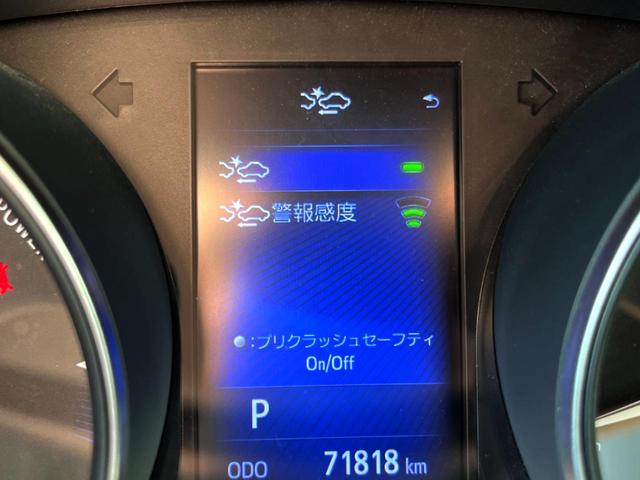 警報感度
:プリクラッシュセーフティ
On/Off
POWER
P
ODO 71818 km